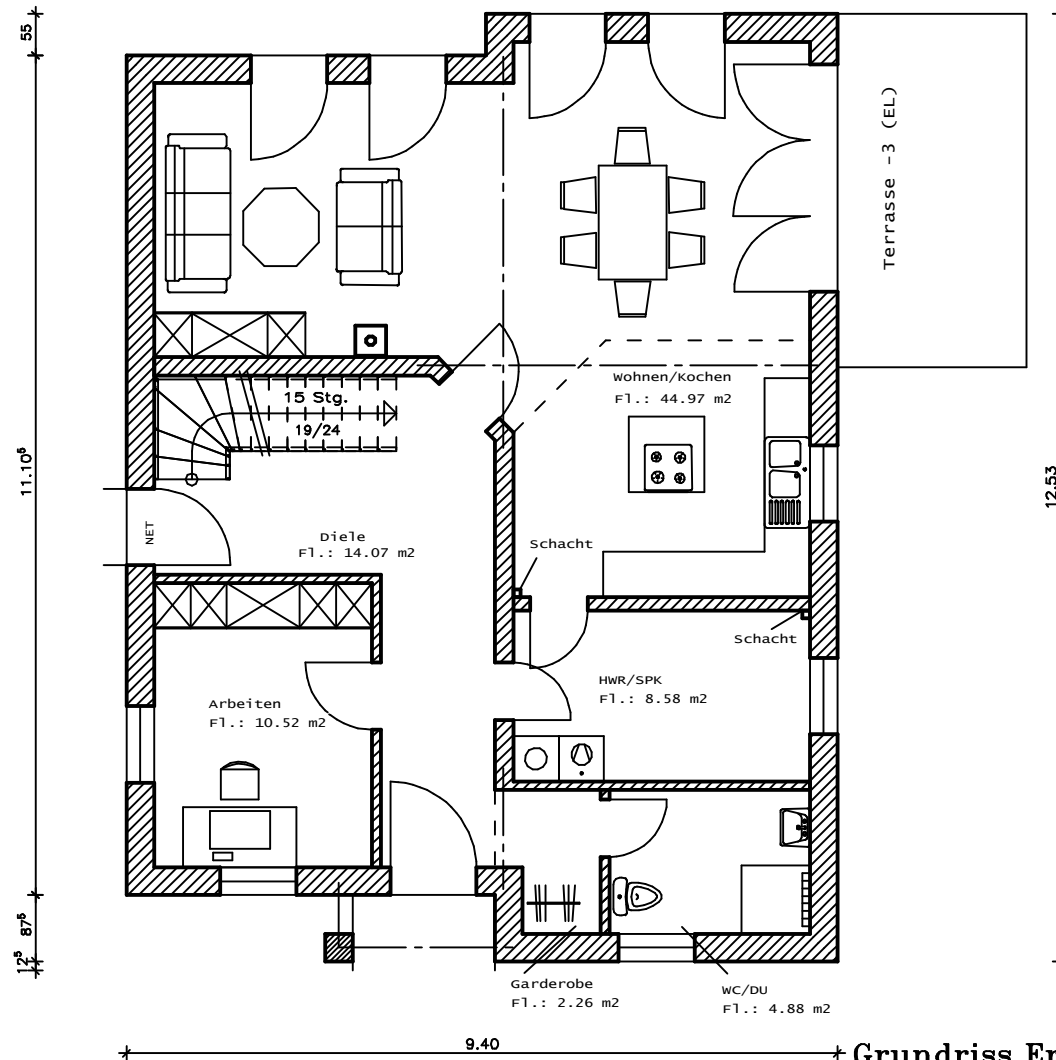 55
Terrasse -3 (EL)
Wohnen/Kochen
Fl.: 44.97 m2
15 Stg.
19/24
11.10⁵
12.53
NET
Diele
Fl.: 14.07 m2
Schacht
Schacht
HWR/SPK
Fl.: 8.58 m2
Arbeiten
Fl.: 10.52 m2
87⁵
12⁵
Garderobe
Fl.: 2.26 m2
WC/DU
Fl.: 4.88 m2
9.40
Grundriss Er